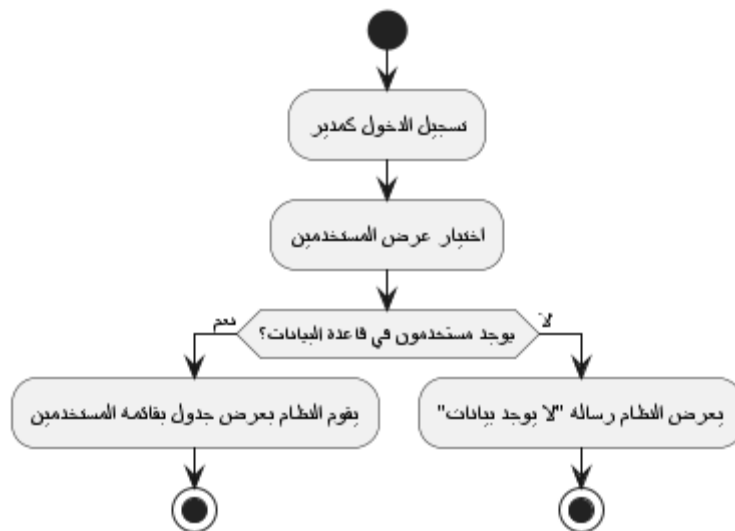 تسجيل الدخول كمدير
اختيار عرض المستخدمين
يوجد مستخدمون في قاعدة البيانات؟
نعم
لا
يقوم النظام بعرض جدول بقائمة المستخدمين
يعرض النظام رسالة "لا يوجد بيانات"